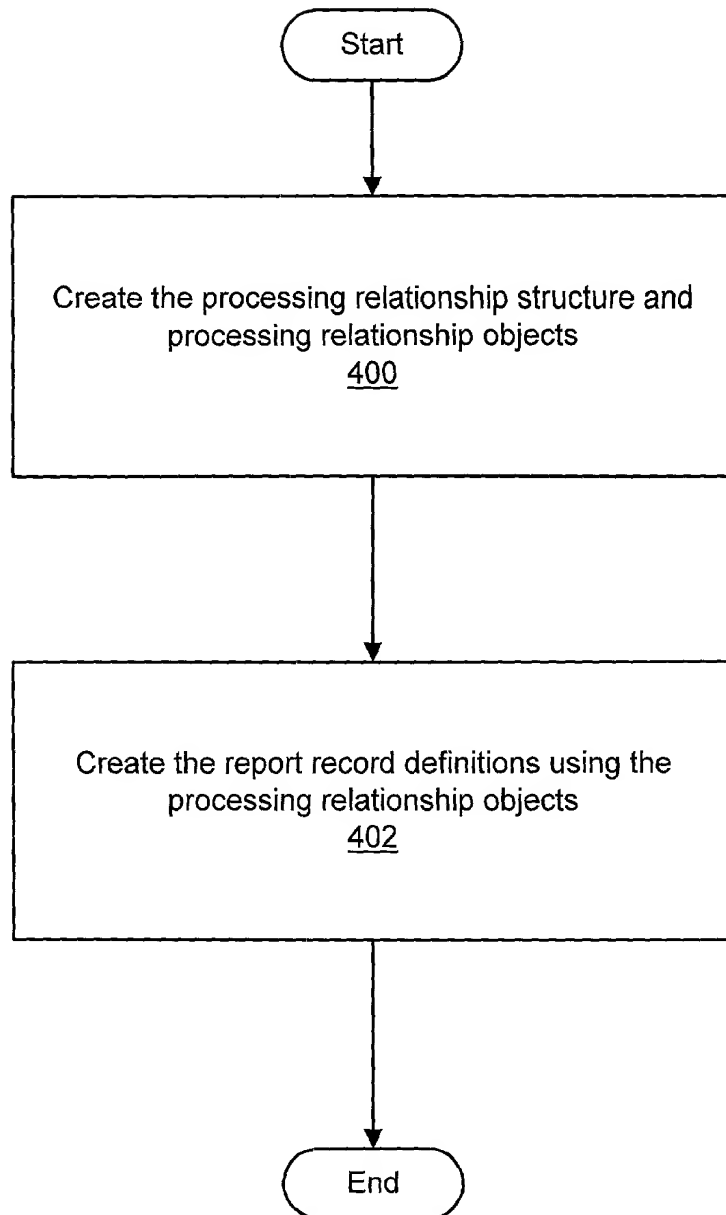 Start
Create the processing relationship structure and
processing relationship objects
400
Create the report record definitions using the
processing relationship objects
402
End